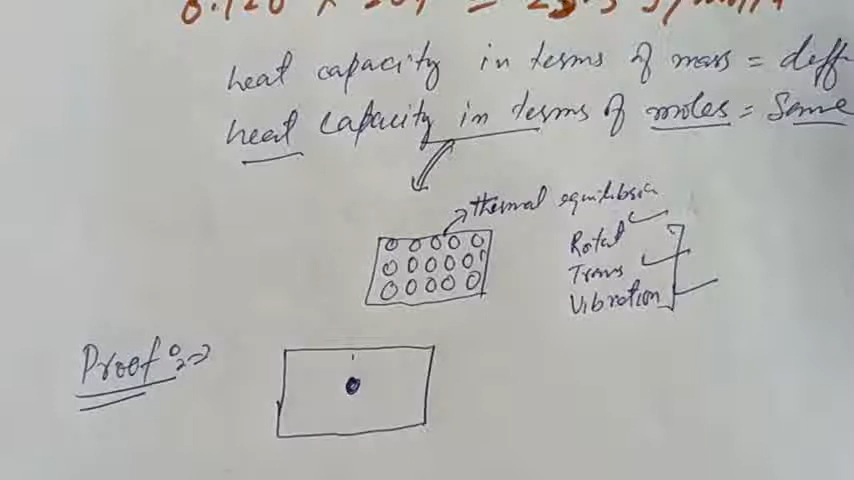 heat capacity in terms of mass = diff
heat capacity in terms of moles = Same
thermal equilibriu
Rotat
Trans
Vibration
Proof :=>